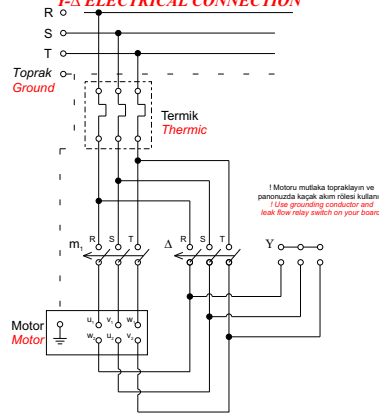 Y-Δ ELECTRICAL CONNECTION
R
S
T
Toprak
Ground
Termik
Thermic
! Motoru mutlaka topraklayın ve
panonuzda kaçak akım rölesi kullanı
! Use grounding conductor and
leak flow relay switch on your board
m₁ R S T
Δ R S T
Y
Motor
Motor
u₁ v₁ w₁
w₂ u₂ v₂